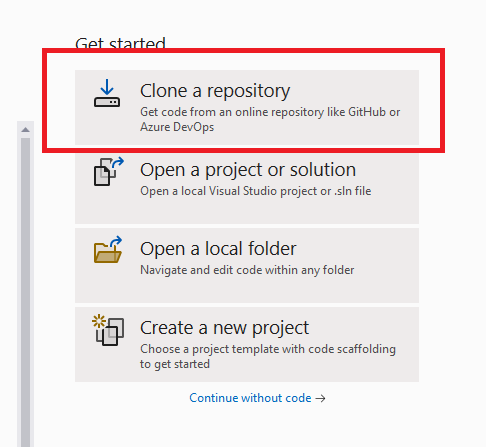 Get started
Clone a repository
Get code from an online repository like GitHub or
Azure DevOps
Open a project or solution
Open a local Visual Studio project or .sln file
Open a local folder
Navigate and edit code within any folder
Create a new project
Choose a project template with code scaffolding
to get started
Continue without code →